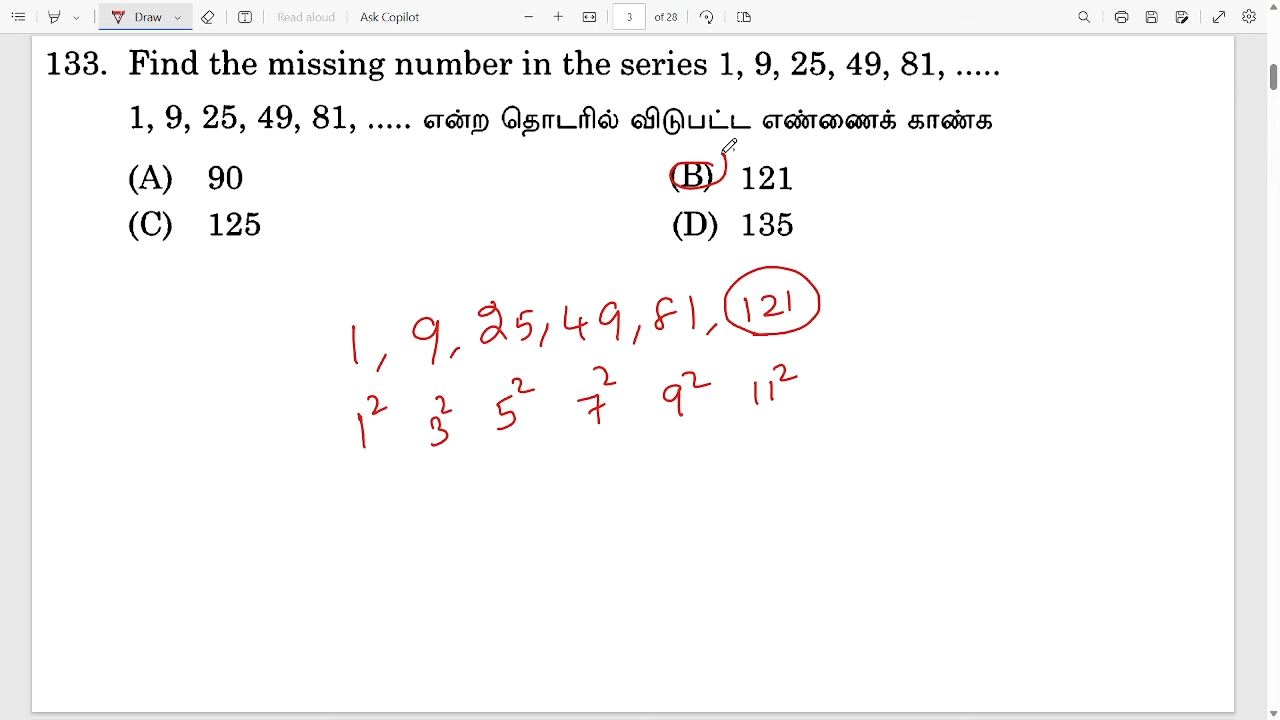 Draw Read aloud Ask Copilot 3 of 28
133. Find the missing number in the series 1, 9, 25, 49, 81, .....
1, 9, 25, 49, 81, ..... என்ற தொடரில் விடுபட்ட எண்ணைக் காண்க
(A) 90 (B) 121
(C) 125 (D) 135
1, 9, 25, 49, 81, 121
1² 3² 5² 7² 9² 11²